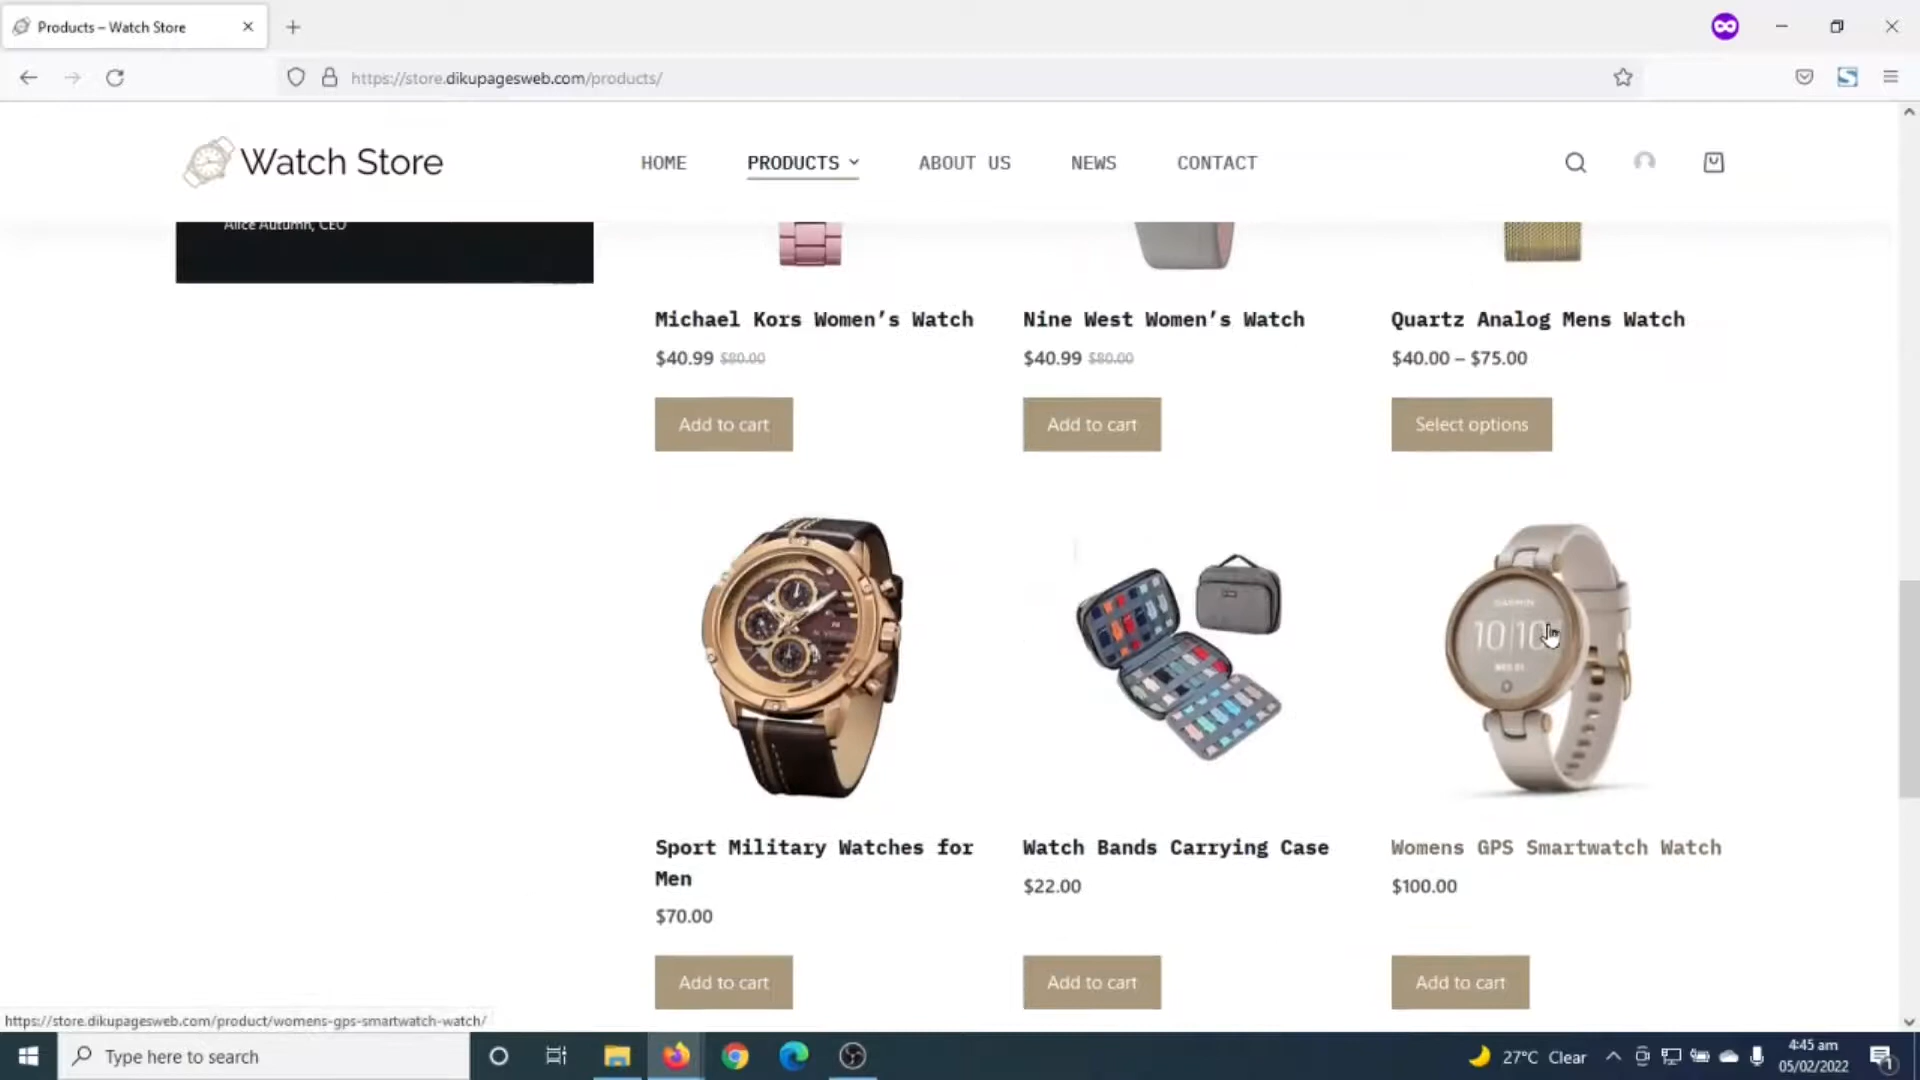 Products – Watch Store
https://store.dikupagesweb.com/products/
Watch Store
HOME
PRODUCTS
ABOUT US
NEWS
CONTACT
Alice Autumn, CEO
Michael Kors Women’s Watch
$40.99 $80.00
Add to cart
Nine West Women’s Watch
$40.99 $80.00
Add to cart
Quartz Analog Mens Watch
$40.00 – $75.00
Select options
GARMIN
10 10
Sport Military Watches for
Men
$70.00
Add to cart
Watch Bands Carrying Case
$22.00
Add to cart
Womens GPS Smartwatch Watch
$100.00
Add to cart
https://store.dikupagesweb.com/product/womens-gps-smartwatch-watch/
Type here to search
27°C Clear
4:45 am
05/02/2022
1